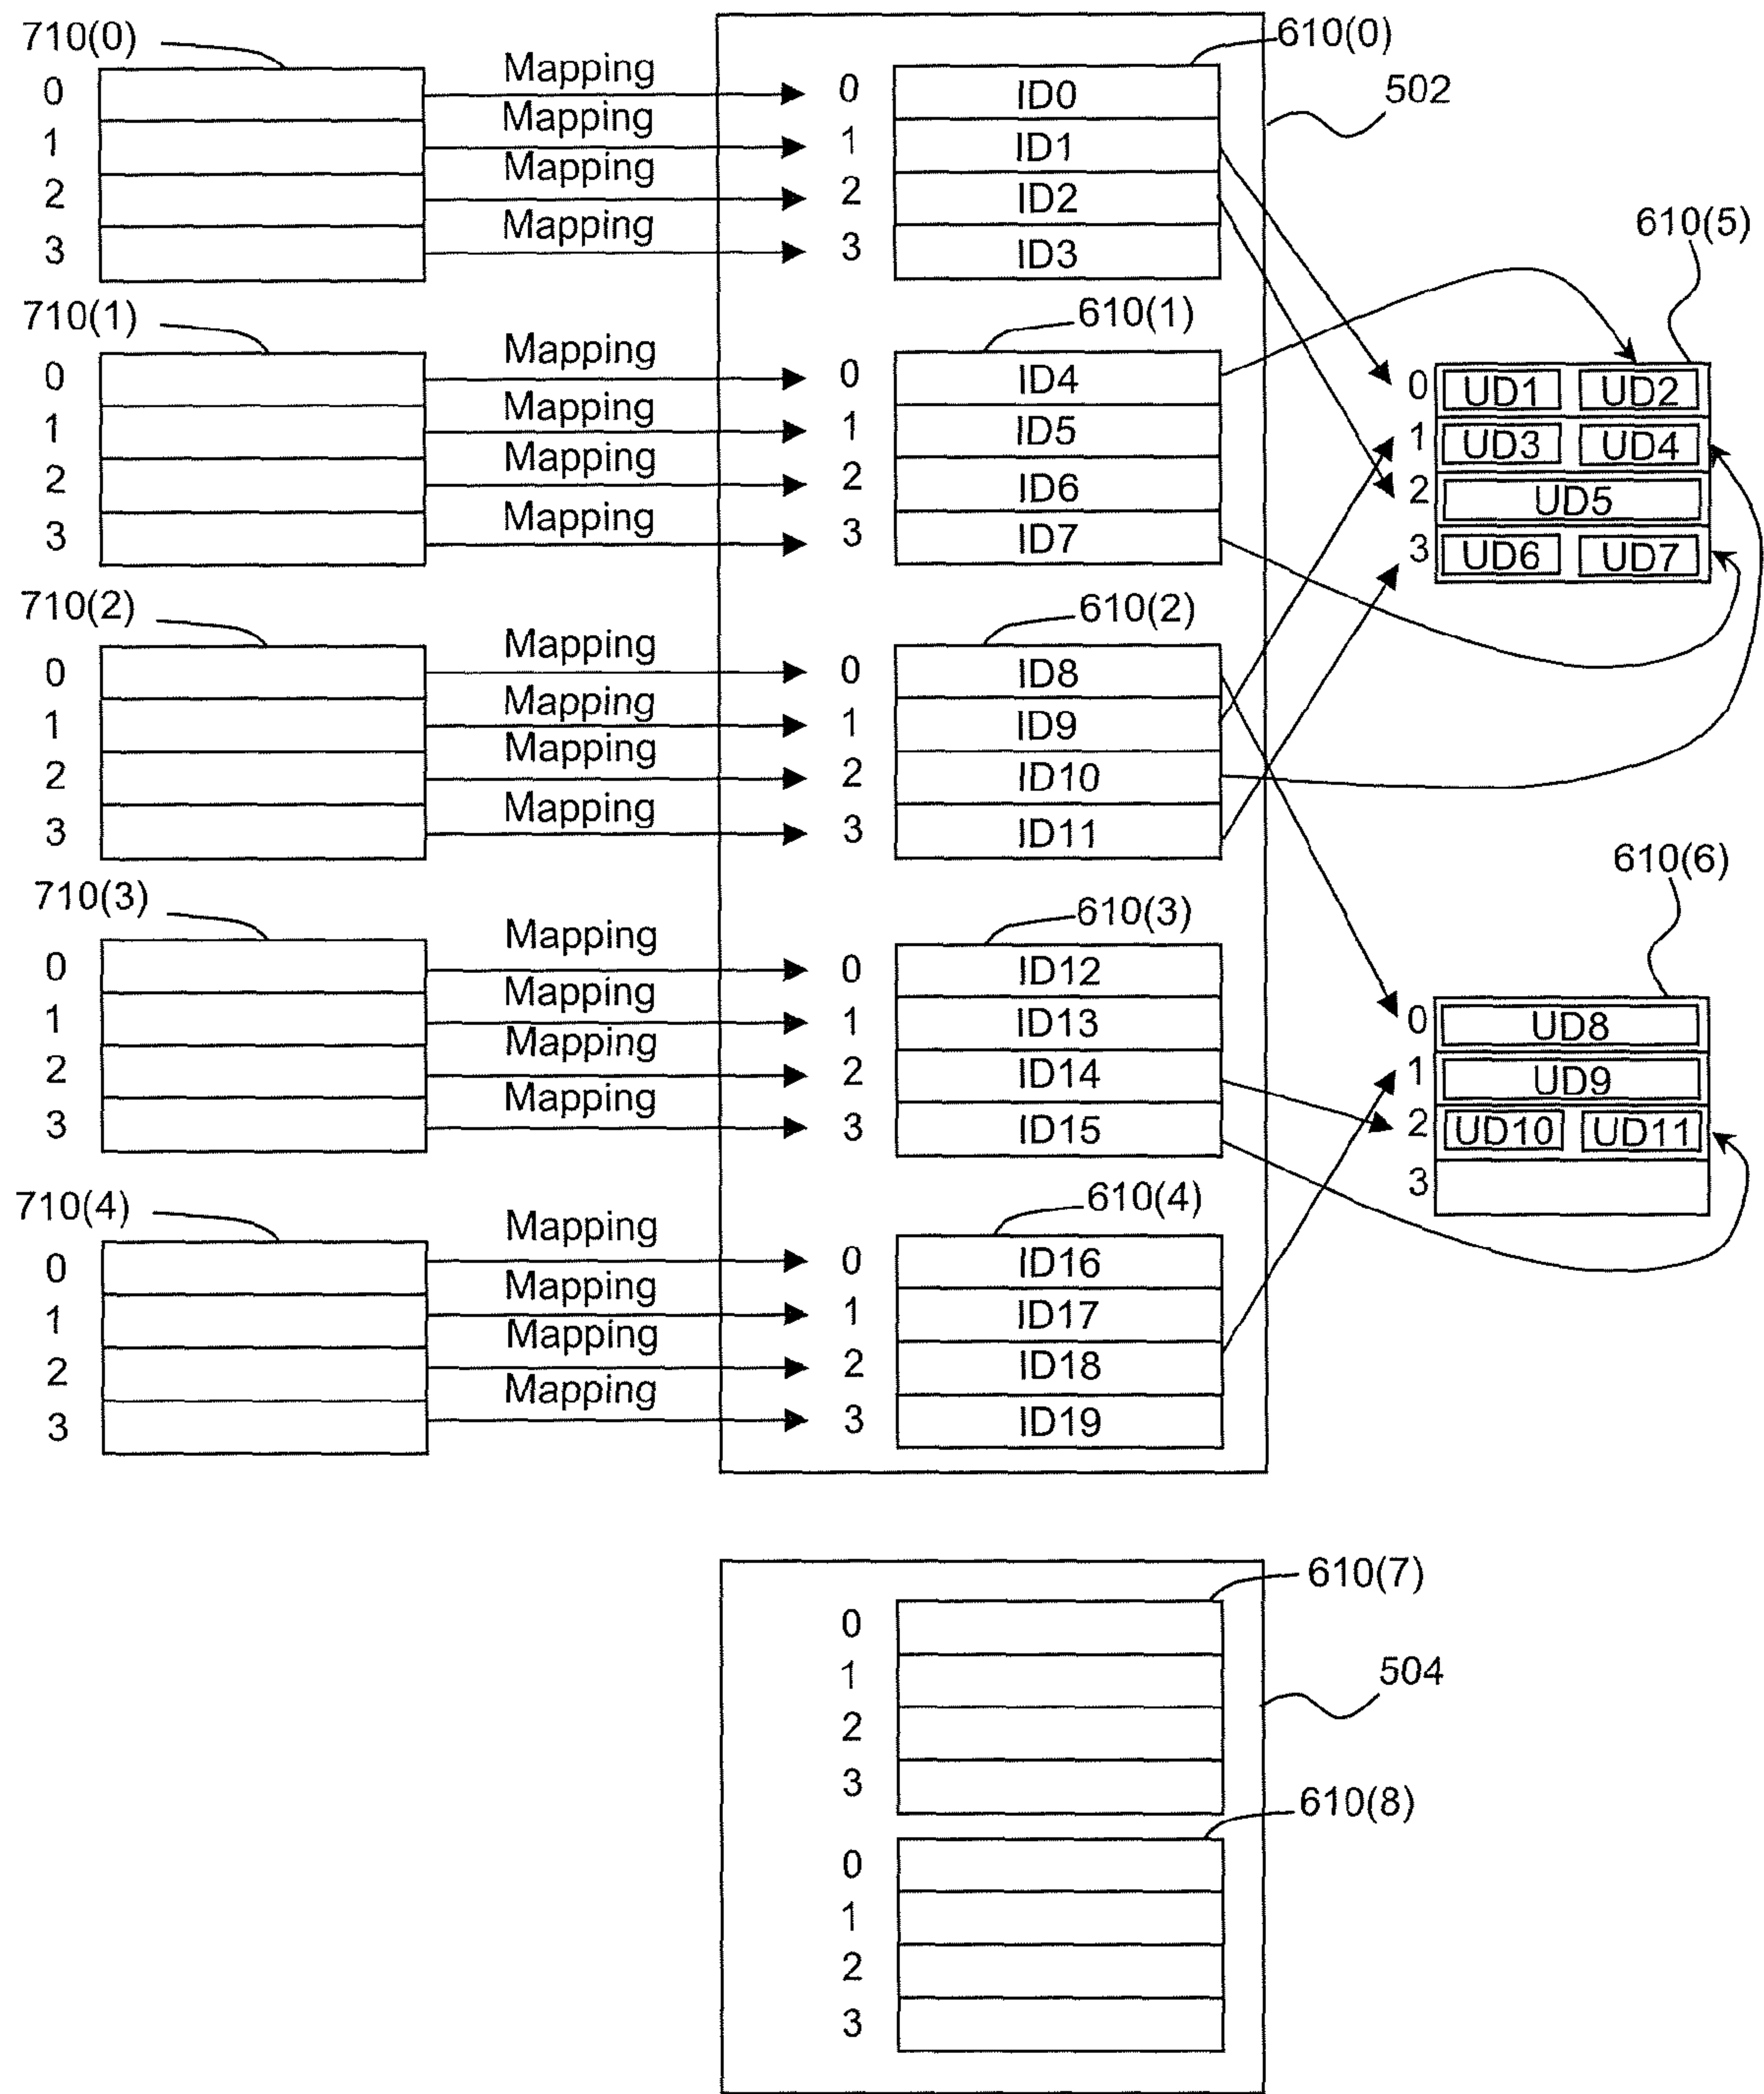 710(0)
610(0)
502
0 Mapping 0 ID0
1 Mapping 1 ID1
2 Mapping 2 ID2
3 Mapping 3 ID3
710(1)
610(1)
0 Mapping 0 ID4
1 Mapping 1 ID5
2 Mapping 2 ID6
3 Mapping 3 ID7
610(5)
0 UD1 UD2
1 UD3 UD4
2 UD5
3 UD6 UD7
710(2)
610(2)
0 Mapping 0 ID8
1 Mapping 1 ID9
2 Mapping 2 ID10
3 Mapping 3 ID11
710(3)
610(3)
0 Mapping 0 ID12
1 Mapping 1 ID13
2 Mapping 2 ID14
3 Mapping 3 ID15
610(6)
0 UD8
1 UD9
2 UD10 UD11
3
710(4)
610(4)
0 Mapping 0 ID16
1 Mapping 1 ID17
2 Mapping 2 ID18
3 Mapping 3 ID19
610(7)
504
0
1
2
3
610(8)
0
1
2
3